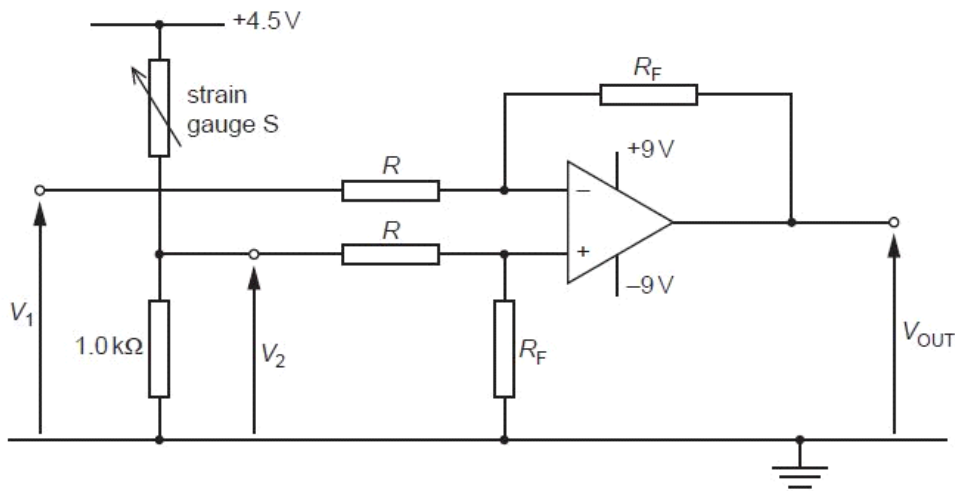 +4.5 V
strain
gauge S
R_F
+9 V
R
−
R
+
−9 V
V_1
1.0 kΩ
V_2
R_F
V_OUT